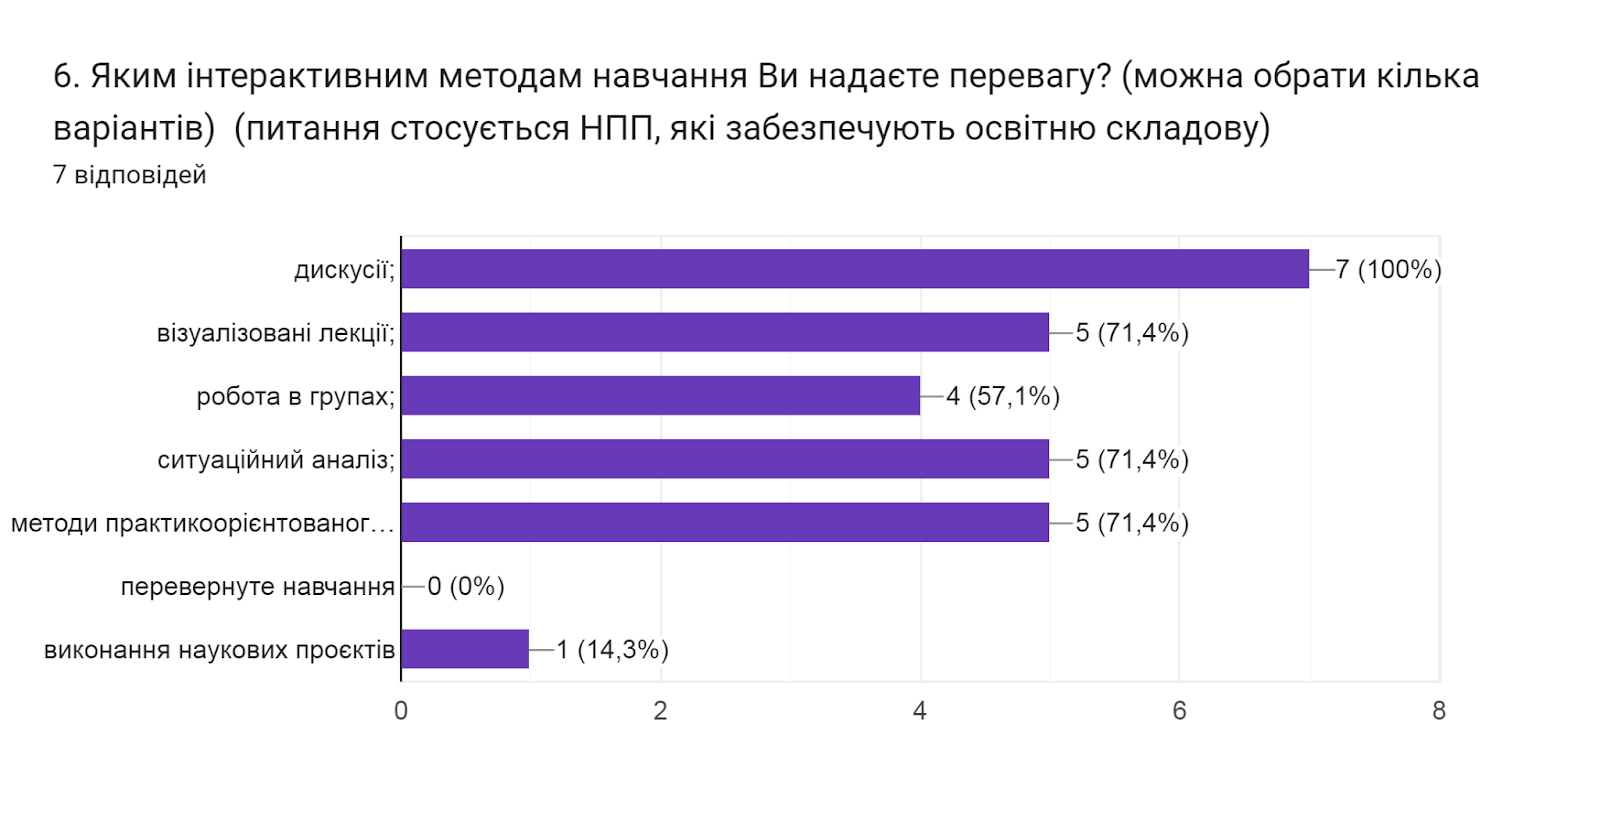 6. Яким інтерактивним методам навчання Ви надаєте перевагу? (можна обрати кілька
варіантів)  (питання стосується НПП, які забезпечують освітню складову)
7 відповідей
дискусії;
7 (100%)
візуалізовані лекції;
5 (71,4%)
робота в групах;
4 (57,1%)
ситуаційний аналіз;
5 (71,4%)
методи практикоорієнтованог…
5 (71,4%)
перевернуте навчання
0 (0%)
виконання наукових проєктів
1 (14,3%)
0 2 4 6 8